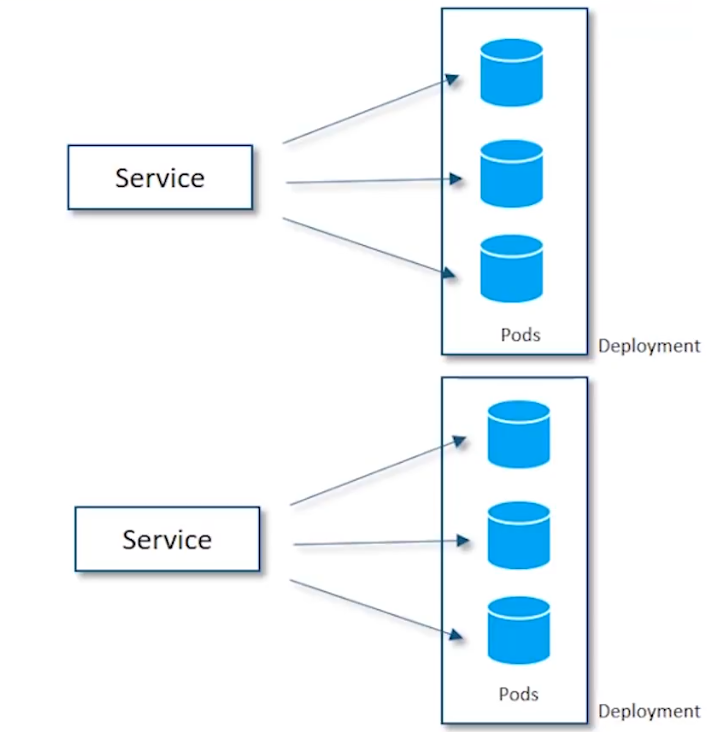 Service
Pods
Deployment
Service
Pods
Deployment